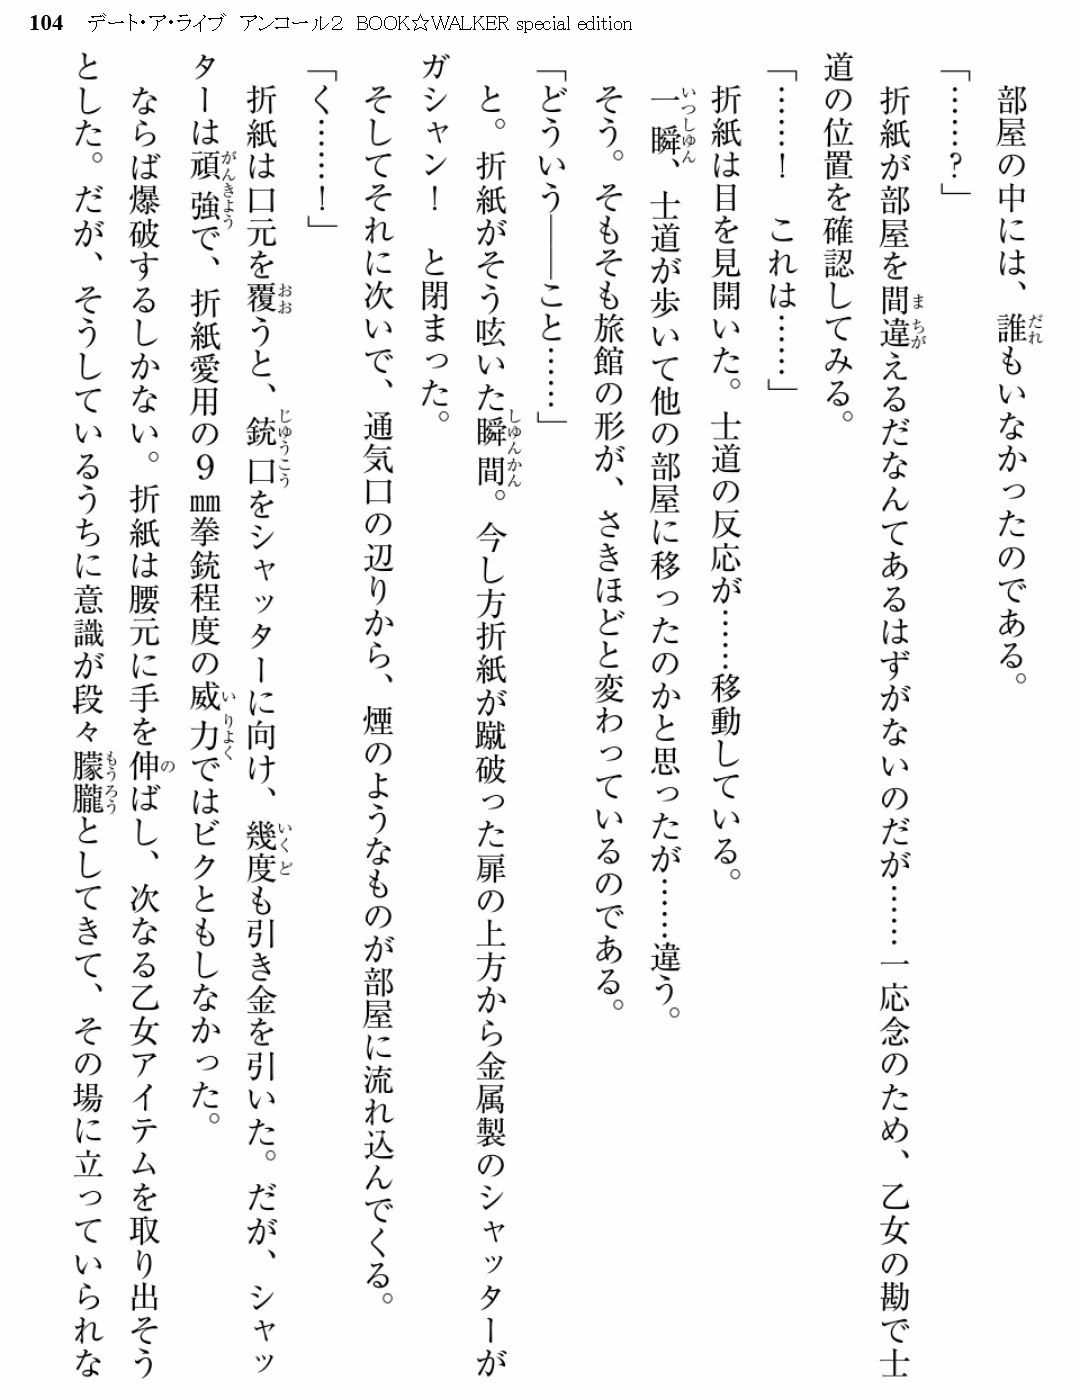 104 デート・ア・ライブ アンコール2 BOOK☆WALKER special edition
部屋の中には、誰もいなかったのである。
「……?」
折紙が部屋を間違えるだなんてあるはずがないのだが……一応念のため、乙女の勘で士
道の位置を確認してみる。
「……! これは……」
折紙は目を見開いた。士道の反応が……移動している。
一瞬、士道が歩いて他の部屋に移ったのかと思ったが……違う。
そう。そもそも旅館の形が、さきほどと変わっているのである。
「どういう――こと……」
と。折紙がそう呟いた瞬間。今し方折紙が蹴破った扉の上方から金属製のシャッターが
ガシャン! と閉まった。
そしてそれに次いで、通気口の辺りから、煙のようなものが部屋に流れ込んでくる。
「く……!」
折紙は口元を覆うと、銃口をシャッターに向け、幾度も引き金を引いた。だが、シャッ
ターは頑強で、折紙愛用の9㎜拳銃程度の威力ではビクともしなかった。
ならば爆破するしかない。折紙は腰元に手を伸ばし、次なる乙女アイテムを取り出そう
とした。だが、そうしているうちに意識が段々朦朧としてきて、その場に立っていられな